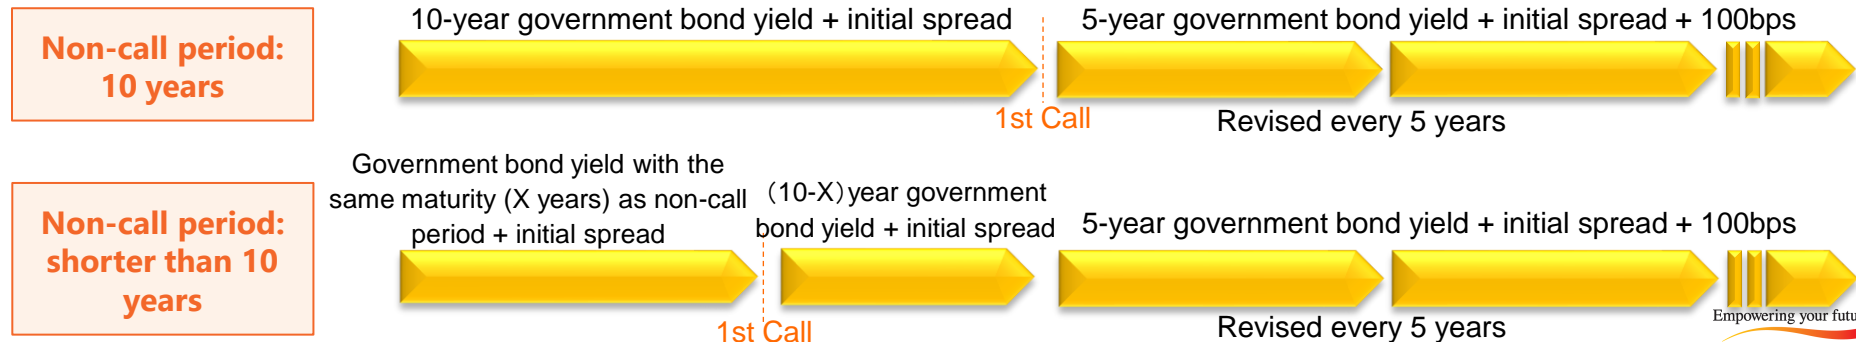 Non-call period:
10 years
10-year government bond yield + initial spread
5-year government bond yield + initial spread + 100bps
1st Call
Revised every 5 years
Non-call period:
shorter than 10
years
Government bond yield with the
same maturity (X years) as non-call
period + initial spread
（10-X）year government
bond yield + initial spread
5-year government bond yield + initial spread + 100bps
1st Call
Revised every 5 years
Empowering your